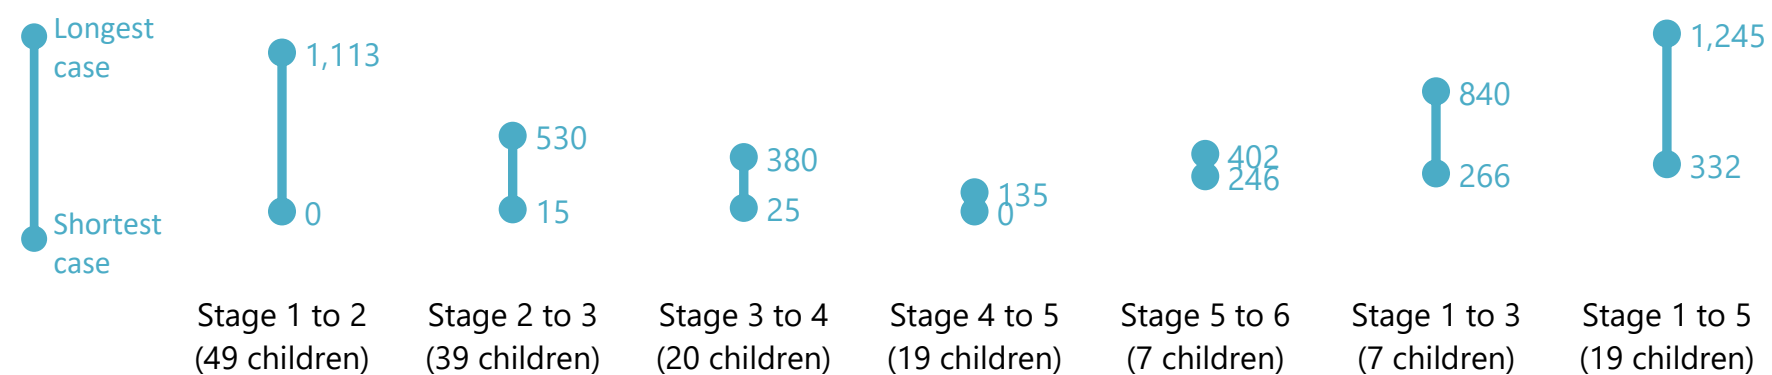 Longest
case
1,113
530
380
135
402
840
1,245
0
15
25
0
246
266
332
Shortest
case
Stage 1 to 2
(49 children)
Stage 2 to 3
(39 children)
Stage 3 to 4
(20 children)
Stage 4 to 5
(19 children)
Stage 5 to 6
(7 children)
Stage 1 to 3
(7 children)
Stage 1 to 5
(19 children)